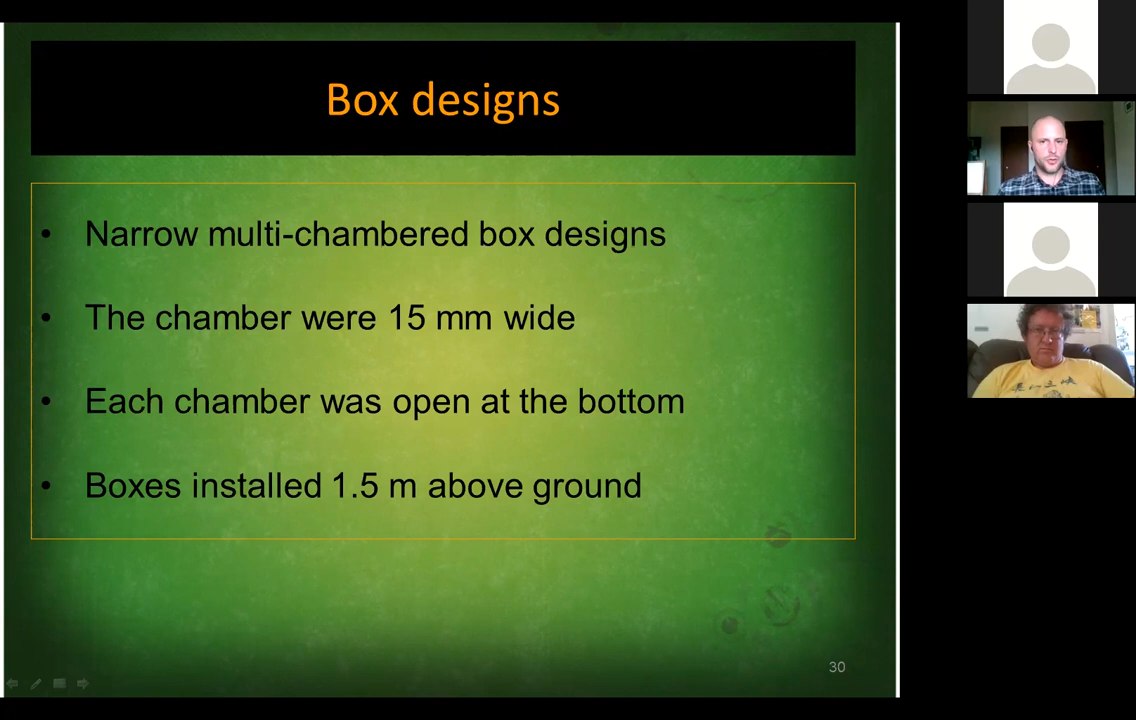 Box designs
• Narrow multi-chambered box designs
• The chamber were 15 mm wide
• Each chamber was open at the bottom
• Boxes installed 1.5 m above ground
30